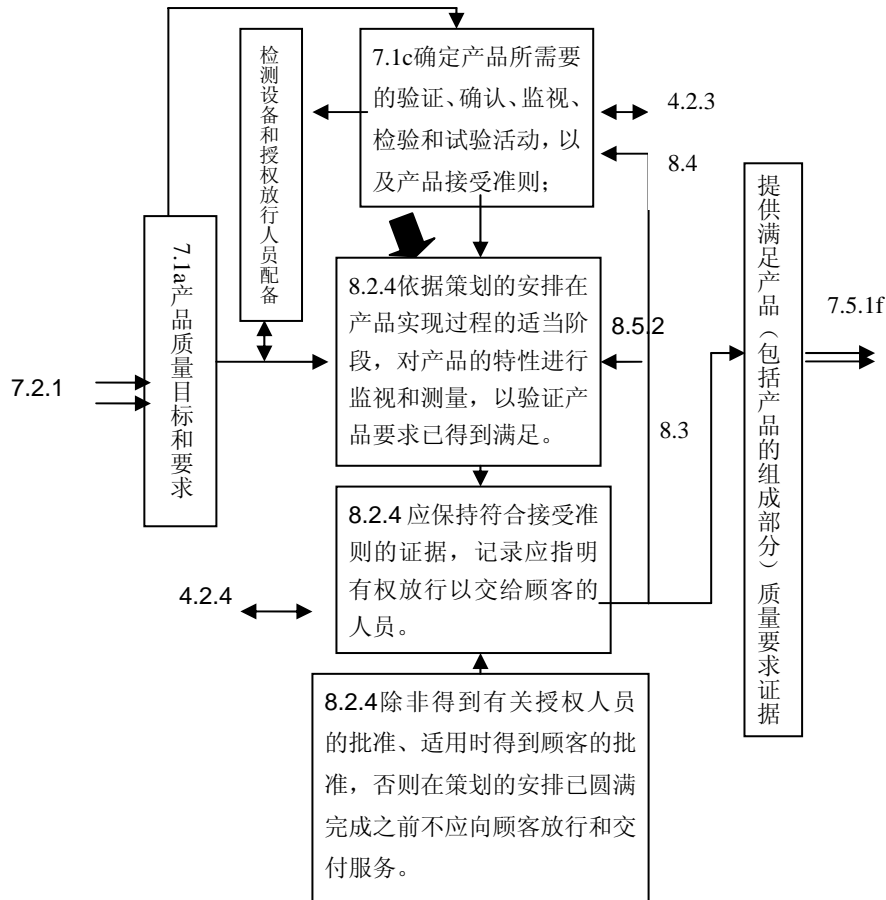 检测设备和授权放行人员配备
7.1c确定产品所需要
的验证、确认、监视、
检验和试验活动，以
及产品接受准则；
4.2.3
8.4
7.1a产品质量目标和要求
7.2.1
8.2.4依据策划的安排在
产品实现过程的适当阶
段，对产品的特性进行
监视和测量，以验证产
品要求已得到满足。
8.5.2
8.3
提供满足产品（包括产品的组成部分）质量要求证据
7.5.1f
8.2.4 应保持符合接受准
则的证据，记录应指明
有权放行以交给顾客的
人员。
4.2.4
8.2.4除非得到有关授权人员
的批准、适用时得到顾客的批
准，否则在策划的安排已圆满
完成之前不应向顾客放行和交
付服务。